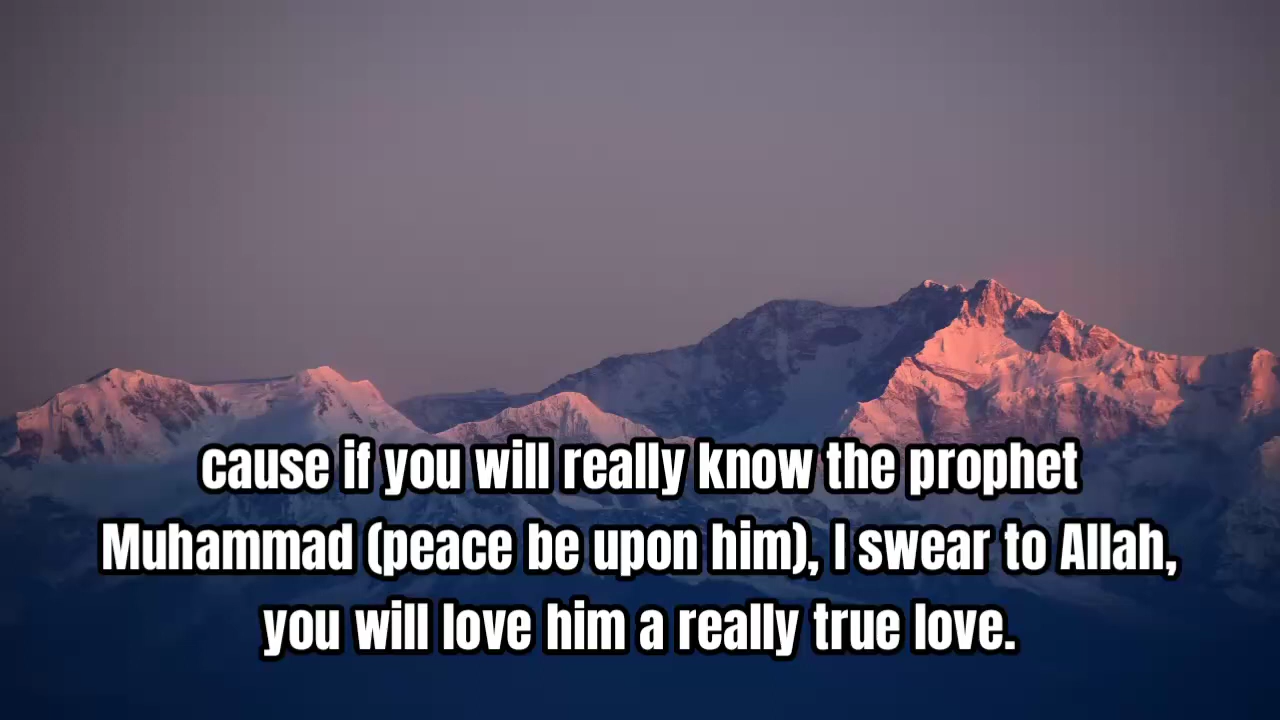 cause if you will really know the prophet
Muhammad (peace be upon him), I swear to Allah,
you will love him a really true love.